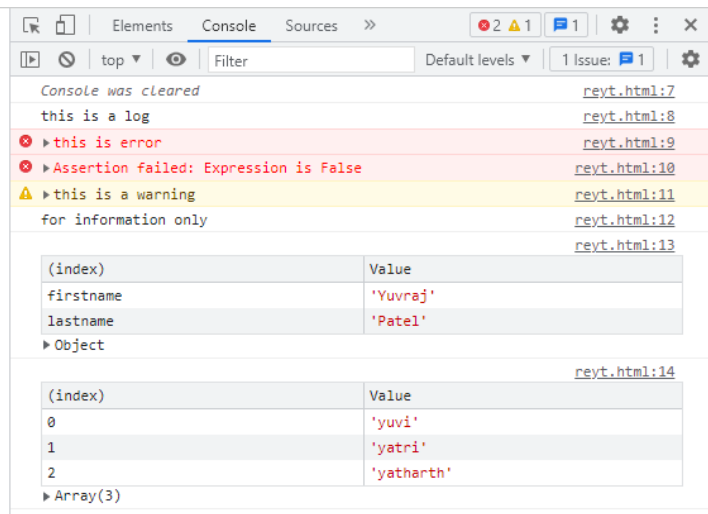 Elements Console Sources 2 1 1
top ▼ Filter Default levels ▼ 1 Issue: 1
Console was cleared reyt.html:7
this is a log reyt.html:8
▶this is error reyt.html:9
▶Assertion failed: Expression is False reyt.html:10
▶this is a warning reyt.html:11
for information only reyt.html:12
reyt.html:13
(index) Value
firstname 'Yuvraj'
lastname 'Patel'
▶Object
reyt.html:14
(index) Value
0 'yuvi'
1 'yatri'
2 'yatharth'
▶Array(3)